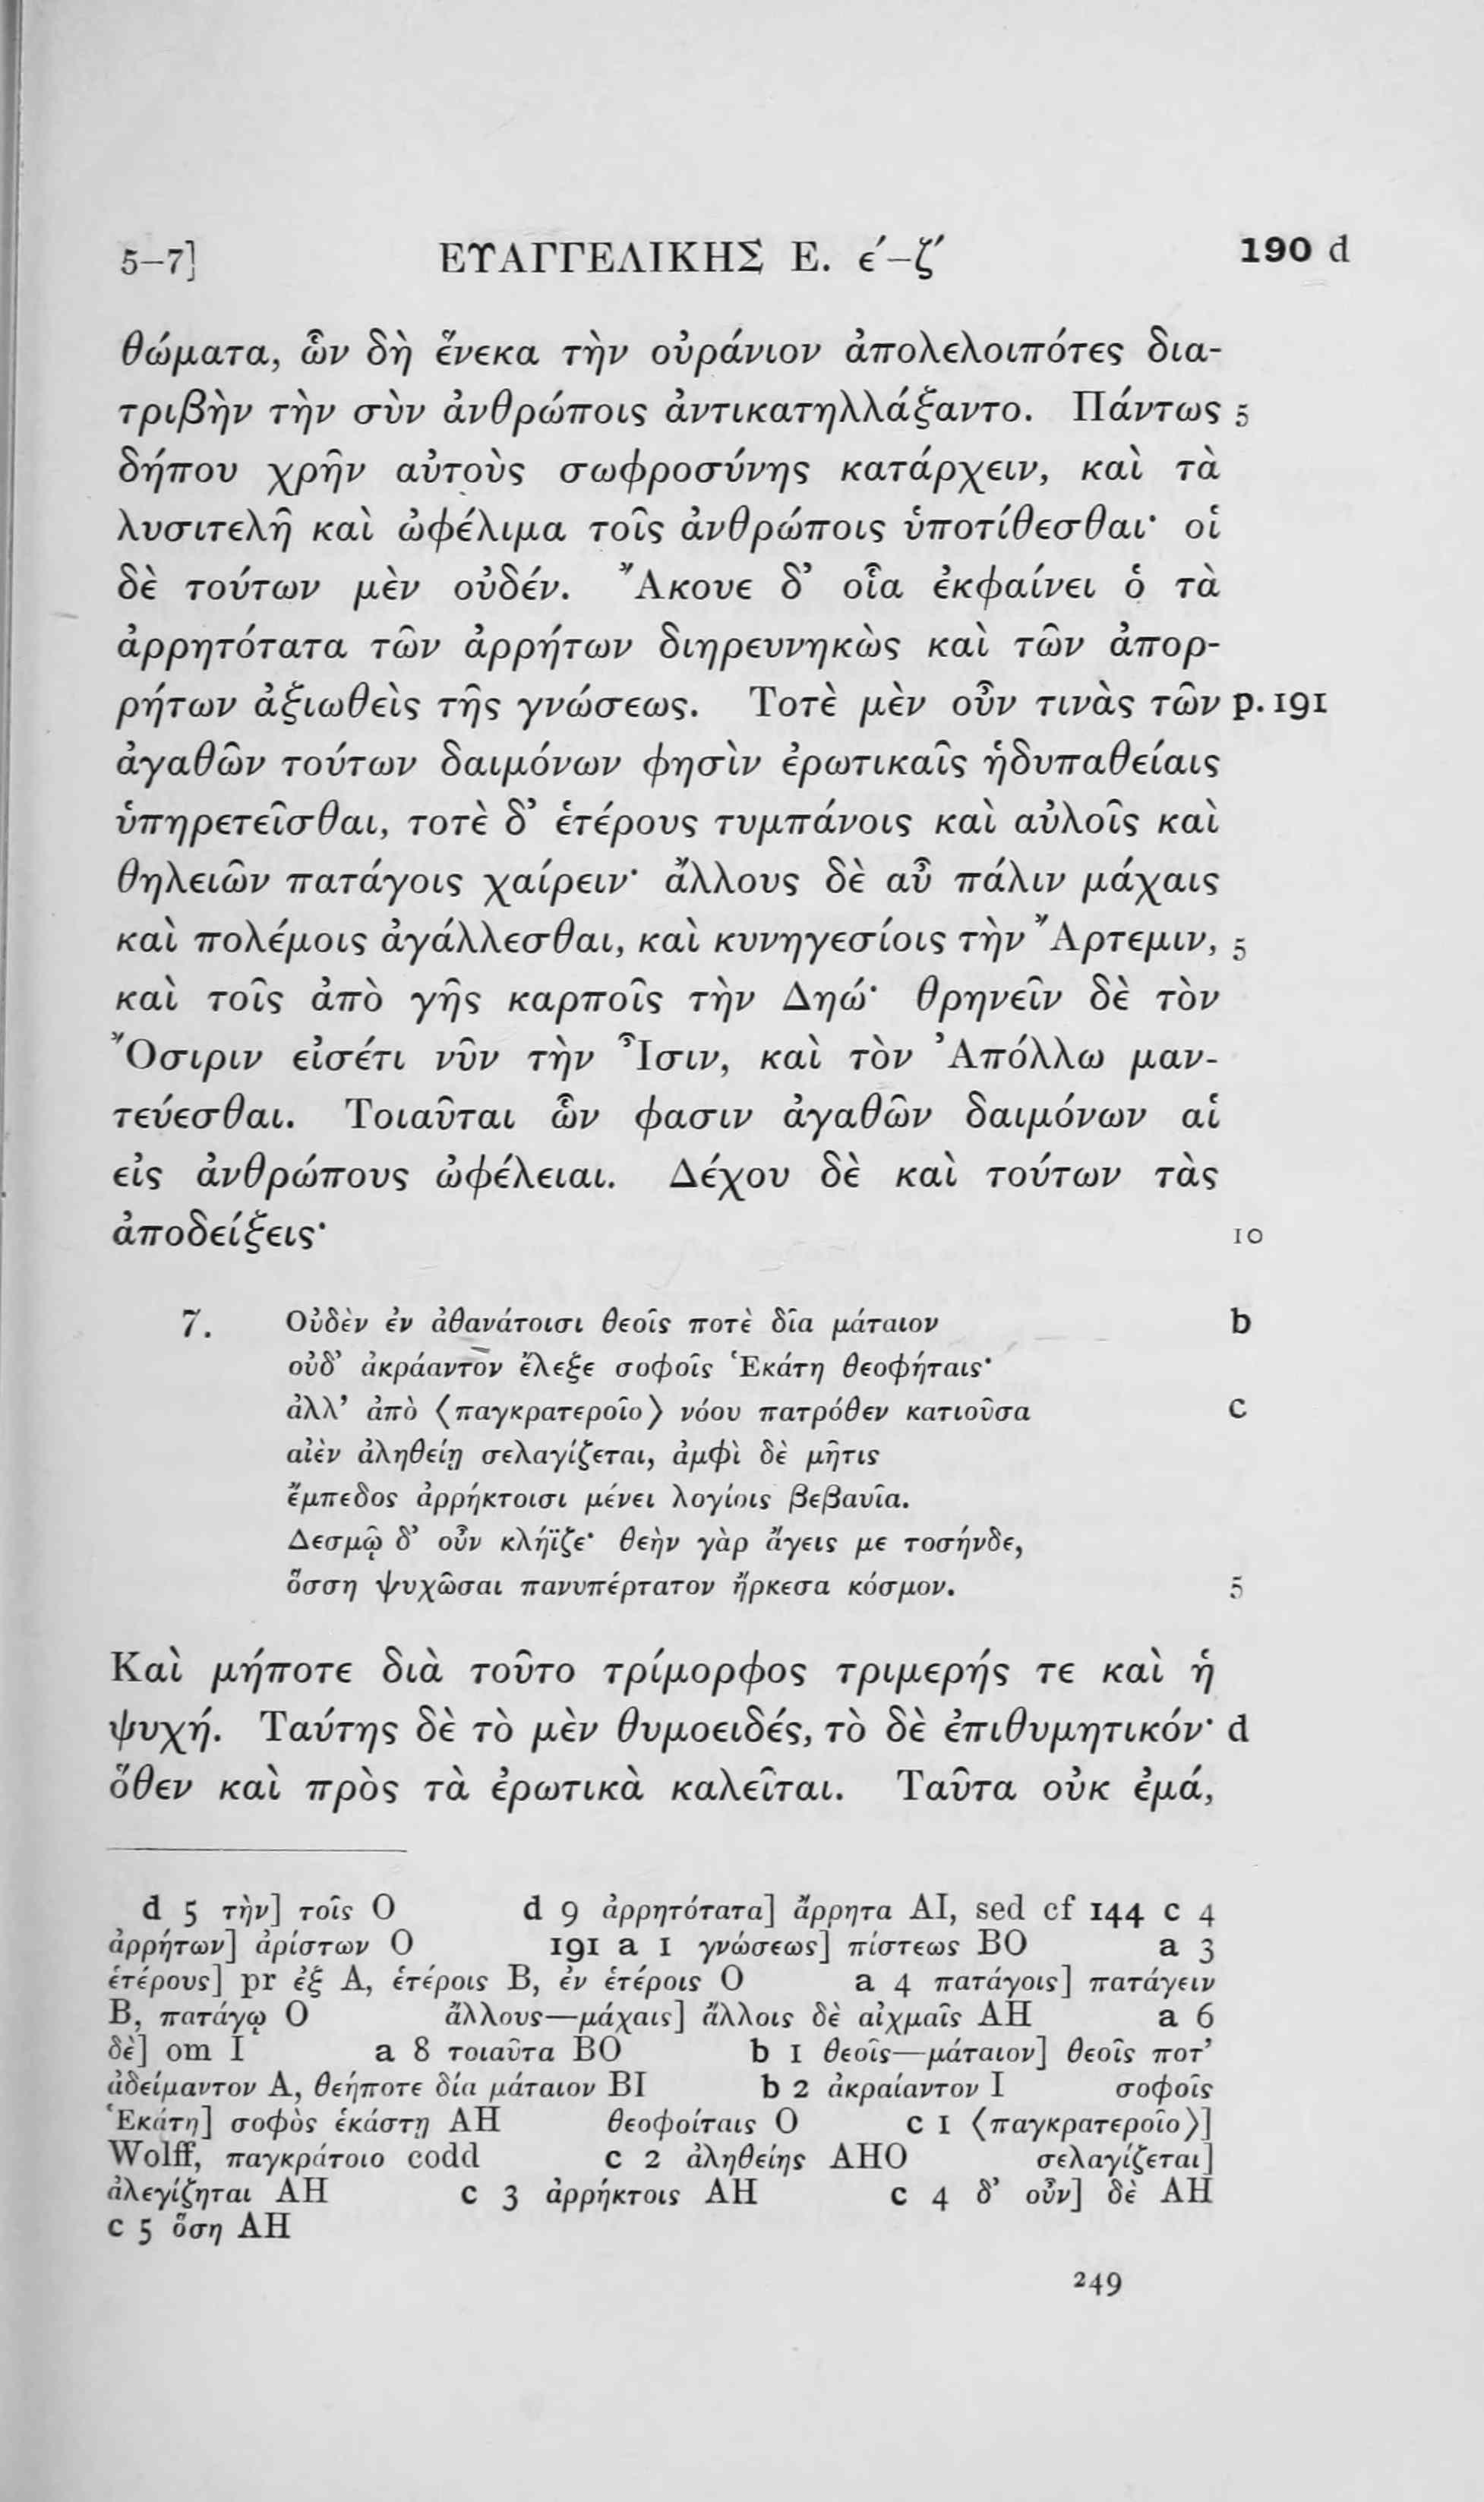 5–7] ΕΥΑΓΓΕΛΙΚΗΣ Ε. έ–ζ′ 190 d
θώματα, ὧν δὴ ἕνεκα τὴν οὐράνιον ἀπολελοιπότες δια-
τριβὴν τὴν σὺν ἀνθρώποις ἀντικατηλλάξαντο. Πάντως 5
δήπου χρῆν αὐτοὺς σωφροσύνης κατάρχειν, καὶ τὰ
λυσιτελῆ καὶ ὠφέλιμα τοῖς ἀνθρώποις ὑποτίθεσθαι· οἱ
δὲ τούτων μὲν οὐδέν. Ἄκουε δ’ οἷα ἐκφαίνει ὁ τὰ
ἀρρητότατα τῶν ἀρρήτων διηρευνηκὼς καὶ τῶν ἀπορ-
ρήτων ἀξιωθεὶς τῆς γνώσεως. Τοτὲ μὲν οὖν τινὰς τῶν p. 191
ἀγαθῶν τούτων δαιμόνων φησὶν ἐρωτικαῖς ἡδυπαθείαις
ὑπηρετεῖσθαι, τοτὲ δ’ ἑτέρους τυμπάνοις καὶ αὐλοῖς καὶ
θηλειῶν πατάγοις χαίρειν· ἄλλους δὲ αὖ πάλιν μάχαις
καὶ πολέμοις ἀγάλλεσθαι, καὶ κυνηγεσίοις τὴν Ἄρτεμιν, 5
καὶ τοῖς ἀπὸ γῆς καρποῖς τὴν Δηώ· θρηνεῖν δὲ τὸν
Ὄσιριν εἰσέτι νῦν τὴν Ἶσιν, καὶ τὸν Ἀπόλλω μαν-
τεύεσθαι. Τοιαῦται ὧν φασιν ἀγαθῶν δαιμόνων αἱ
εἰς ἀνθρώπους ὠφέλειαι. Δέχου δὲ καὶ τούτων τὰς
ἀποδείξεις· 10
7. Οὐδὲν ἐν ἀθανάτοισι θεοῖς ποτὲ δῖα μάταιον b
οὐδ’ ἀκράαντον ἔλεξε σοφοῖς Ἑκάτη θεοφήταις·
ἀλλ’ ἀπὸ ⟨παγκρατεροῖο⟩ νόου πατρόθεν κατιοῦσα c
αἰὲν ἀληθείῃ σελαγίζεται, ἀμφὶ δὲ μῆτις
ἔμπεδος ἀρρήκτοισι μένει λογίοις βεβαυῖα.
Δεσμῷ δ’ οὖν κλήϊζε· θεὴν γὰρ ἄγεις με τοσήνδε,
ὅσση ψυχῶσαι πανυπέρτατον ἤρκεσα κόσμον. 5
Καὶ μήποτε διὰ τοῦτο τρίμορφος τριμερής τε καὶ ἡ
ψυχή. Ταύτης δὲ τὸ μὲν θυμοειδές, τὸ δὲ ἐπιθυμητικόν· d
ὅθεν καὶ πρὸς τὰ ἐρωτικὰ καλεῖται. Ταῦτα οὐκ ἐμά,
d 5 τὴν] τοῖς O d 9 ἀρρητότατα] ἄρρητα AI, sed cf 144 c 4
ἀρρήτων] ἀρίστων O 191 a 1 γνώσεως] πίστεως BO a 3
ἑτέρους] pr ἐξ A, ἑτέροις B, ἐν ἑτέροις O a 4 πατάγοις] πατάγειν
B, πατάγῳ O ἄλλους—μάχαις] ἄλλοις δὲ αἰχμαῖς AH a 6
δὲ] om I a 8 τοιαῦτα BO b 1 θεοῖς—μάταιον] θεοῖς ποτ’
ἀδείμαντον A, θεήποτε δία μάταιον BI b 2 ἀκραίαντον I σοφοῖς
Ἑκάτη] σοφὸς ἑκάστῃ AH θεοφοίταις O c 1 ⟨παγκρατεροῖο⟩]
Wolff, παγκράτοιο codd c 2 ἀληθείης AHO σελαγίζεται]
ἀλεγίζηται AH c 3 ἀρρήκτοις AH c 4 δ’ οὖν] δὲ AH
c 5 ὅση AH
249